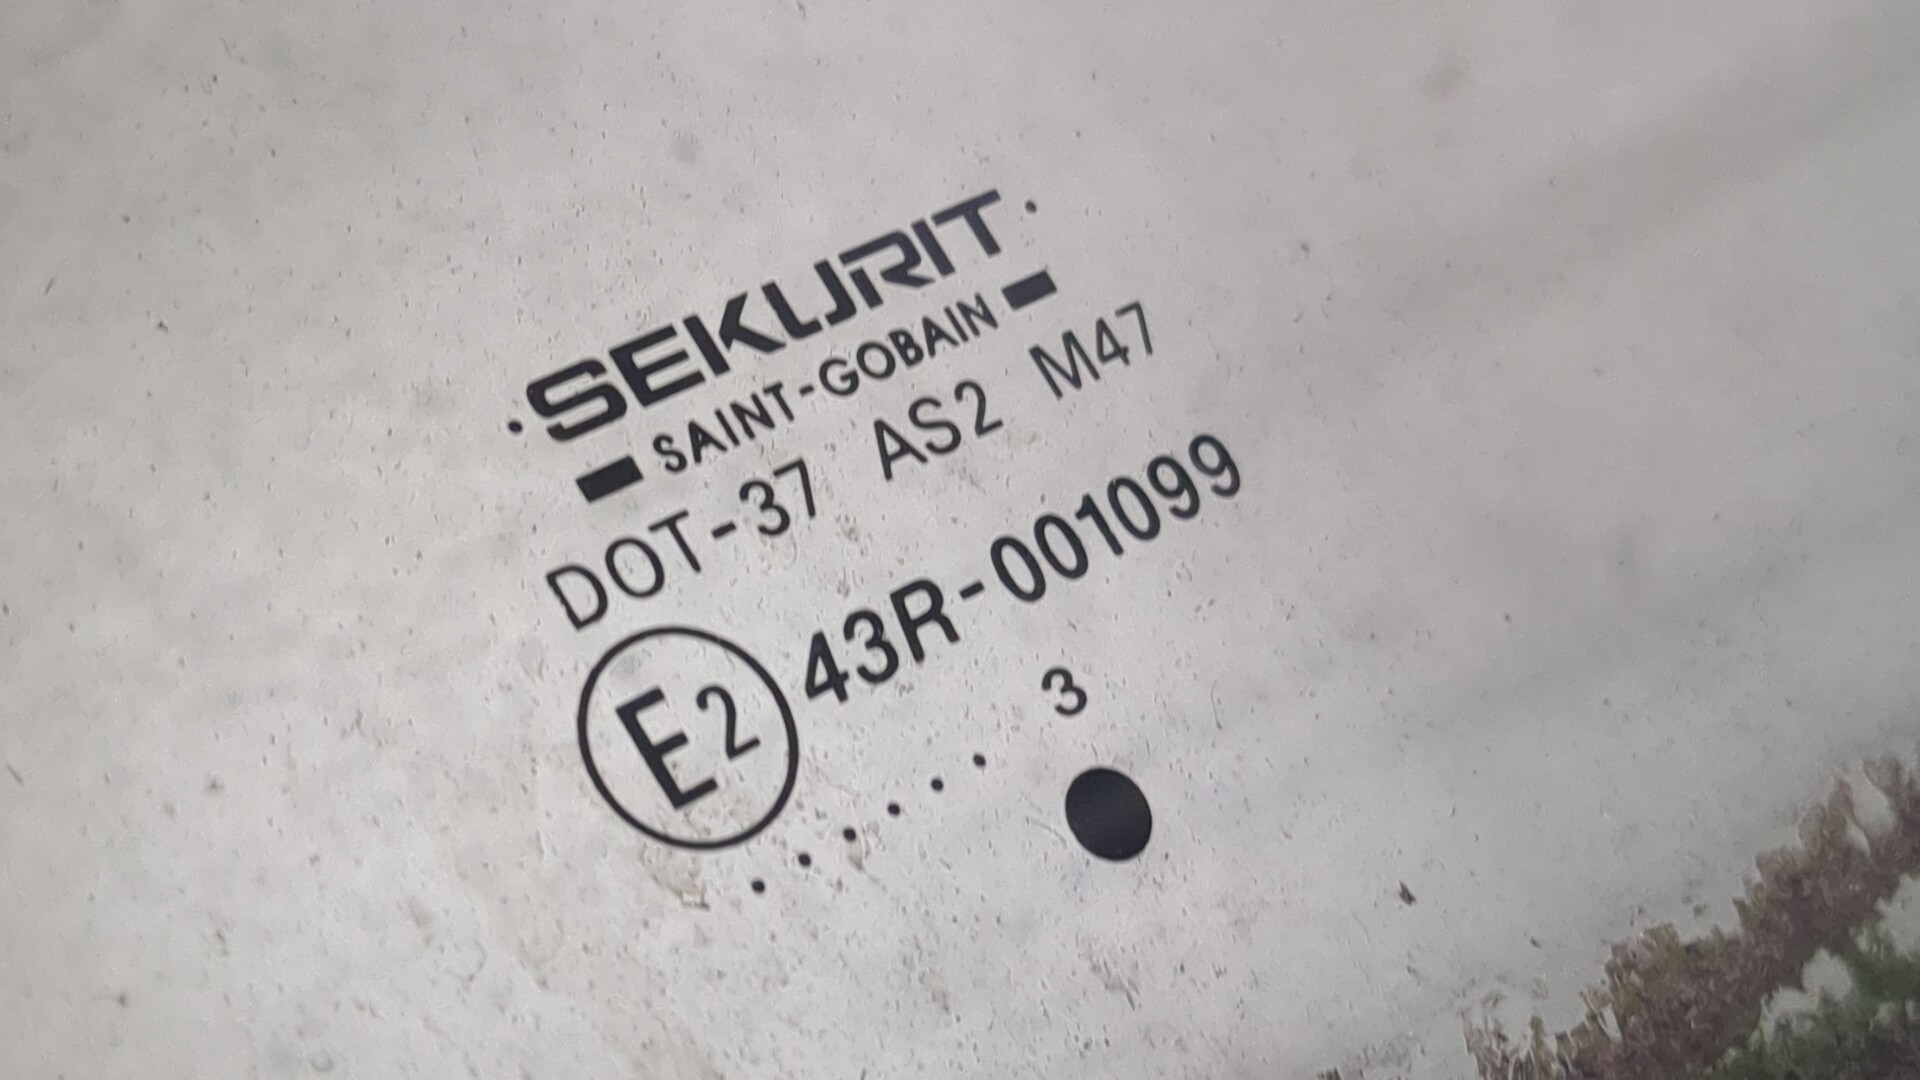 SEKURIT
SAINT-GOBAIN
DOT-37 AS2 M47
E2 43R-001099
...... 3